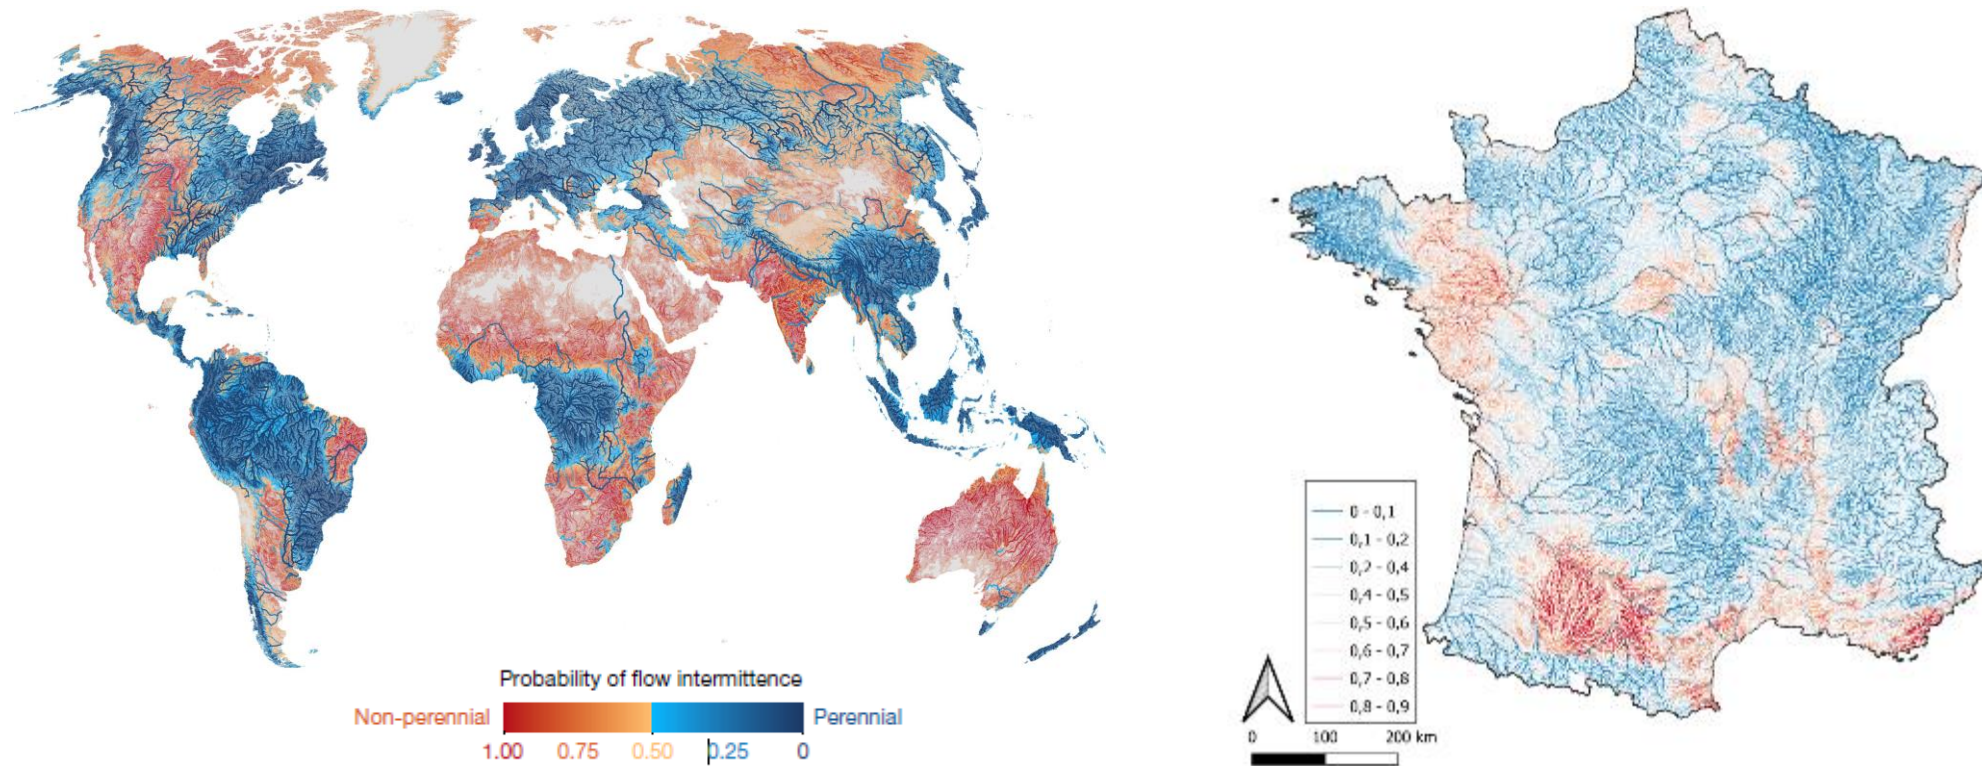 Probability of flow intermittence
Non-perennial
Perennial
1.00 0.75 0.50 0.25 0
0 - 0,1
0,1 - 0,2
0,2 - 0,4
0,4 - 0,5
0,5 - 0,6
0,6 - 0,7
0,7 - 0,8
0,8 - 0,9
0 100 200 km